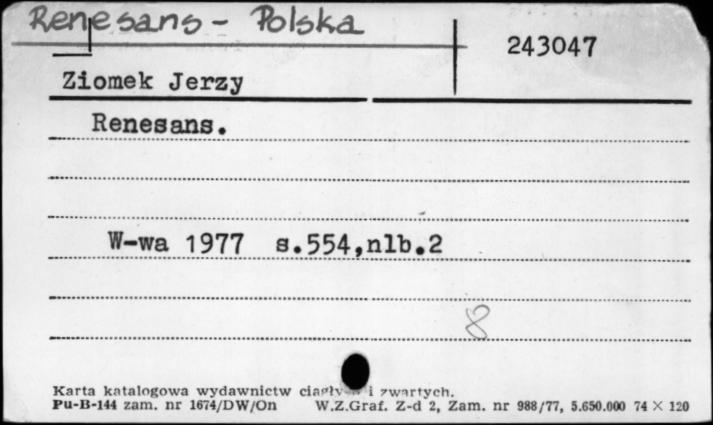 Renesans - Polska
243047
Ziomek Jerzy
Renesans.
W-wa 1977 s.554,nlb.2
8
Karta katalogowa wydawnictw i zwartych.
Pu-B-144 zam. nr 1674/DW/On W.Z.Graf. Z-d 2, Zam. nr 988/77, 5.650.000 74 × 120